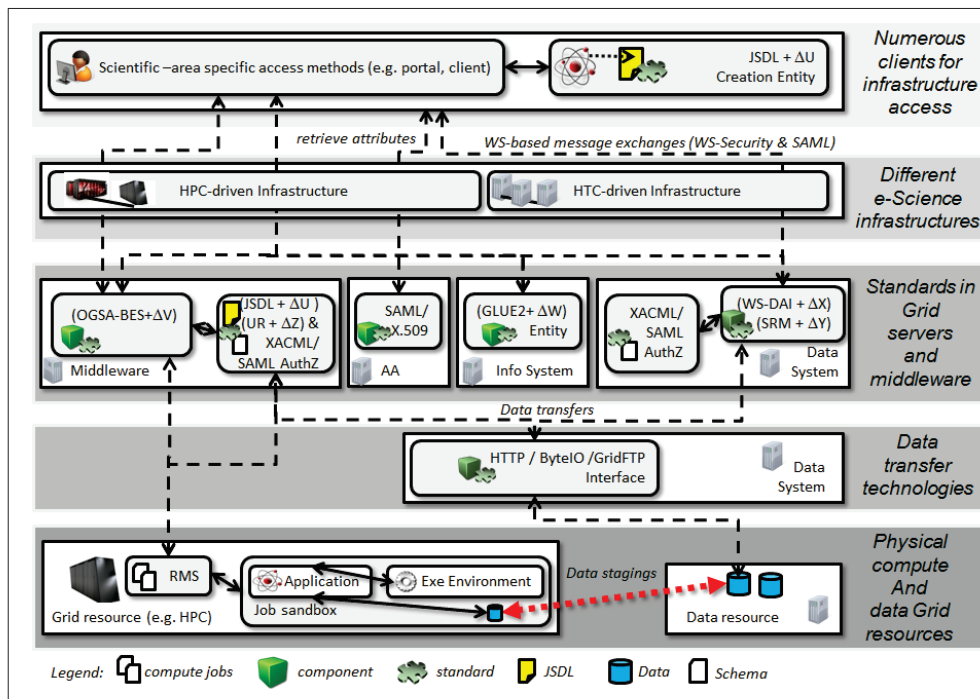 Scientific –area specific access methods (e.g. portal, client)
JSDL + ΔU
Creation Entity
Numerous
clients for
infrastructure
access
retrieve attributes
WS-based message exchanges (WS-Security & SAML)
HPC-driven Infrastructure
HTC-driven Infrastructure
Different
e-Science
infrastructures
(OGSA-BES+ΔV)
Middleware
(JSDL + ΔU )
(UR + ΔZ) &
XACML/
SAML AuthZ
SAML/
X.509
AA
(GLUE2+ ΔW)
Entity
Info System
XACML/
SAML
AuthZ
(WS-DAI + ΔX)
(SRM + ΔY)
Data
System
Standards in
Grid
servers
and
middleware
Data transfers
HTTP / ByteIO /GridFTP
Interface
Data
System
Data
transfer
technologies
RMS
Grid resource (e.g. HPC)
Application
Exe Environment
Job sandbox
Data stagings
Data resource
Physical
compute
And
data Grid
resources
Legend:
compute jobs
component
standard
JSDL
Data
Schema